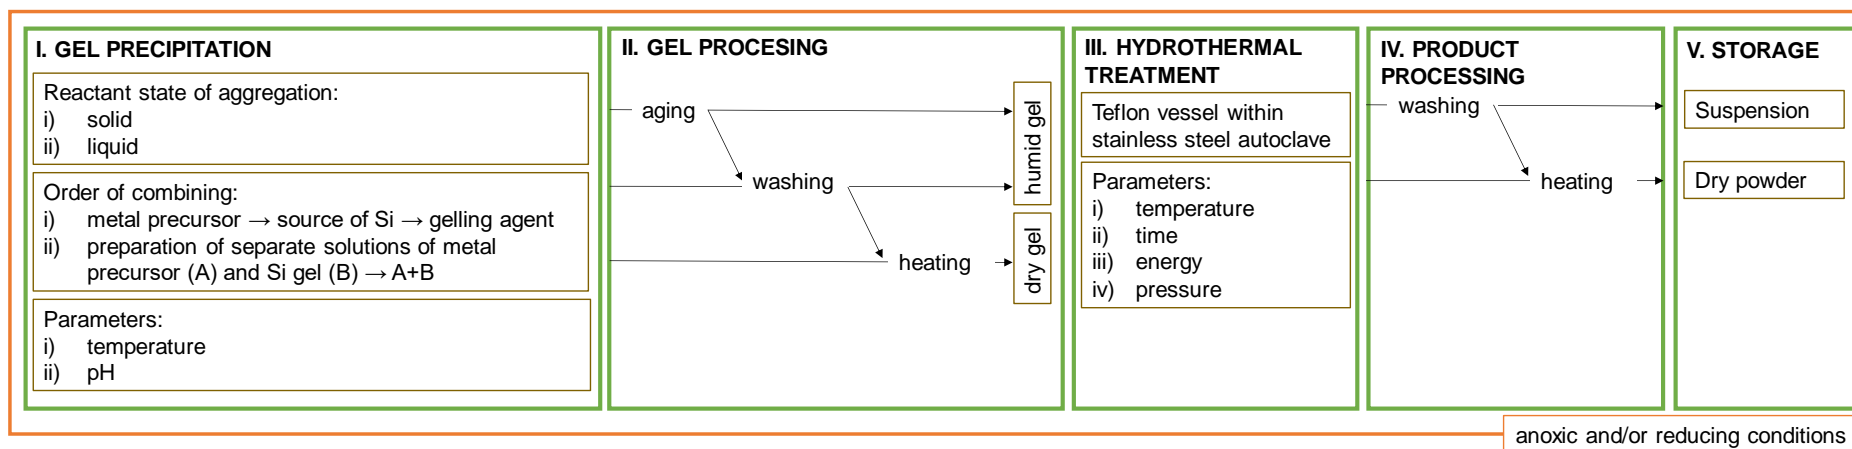 I. GEL PRECIPITATION
Reactant state of aggregation:
i) solid
ii) liquid
Order of combining:
i) metal precursor → source of Si → gelling agent
ii) preparation of separate solutions of metal
precursor (A) and Si gel (B) → A+B
Parameters:
i) temperature
ii) pH
II. GEL PROCESING
aging
washing
heating
humid gel
dry gel
III. HYDROTHERMAL
TREATMENT
Teflon vessel within
stainless steel autoclave
Parameters:
i) temperature
ii) time
iii) energy
iv) pressure
IV. PRODUCT
PROCESSING
washing
heating
V. STORAGE
Suspension
Dry powder
anoxic and/or reducing conditions